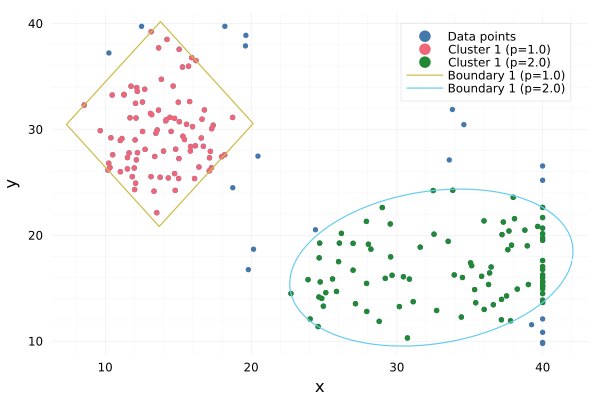 40
30
20
10
y
10
20
30
40
x
Data points
Cluster 1 (p=1.0)
Cluster 1 (p=2.0)
Boundary 1 (p=1.0)
Boundary 1 (p=2.0)